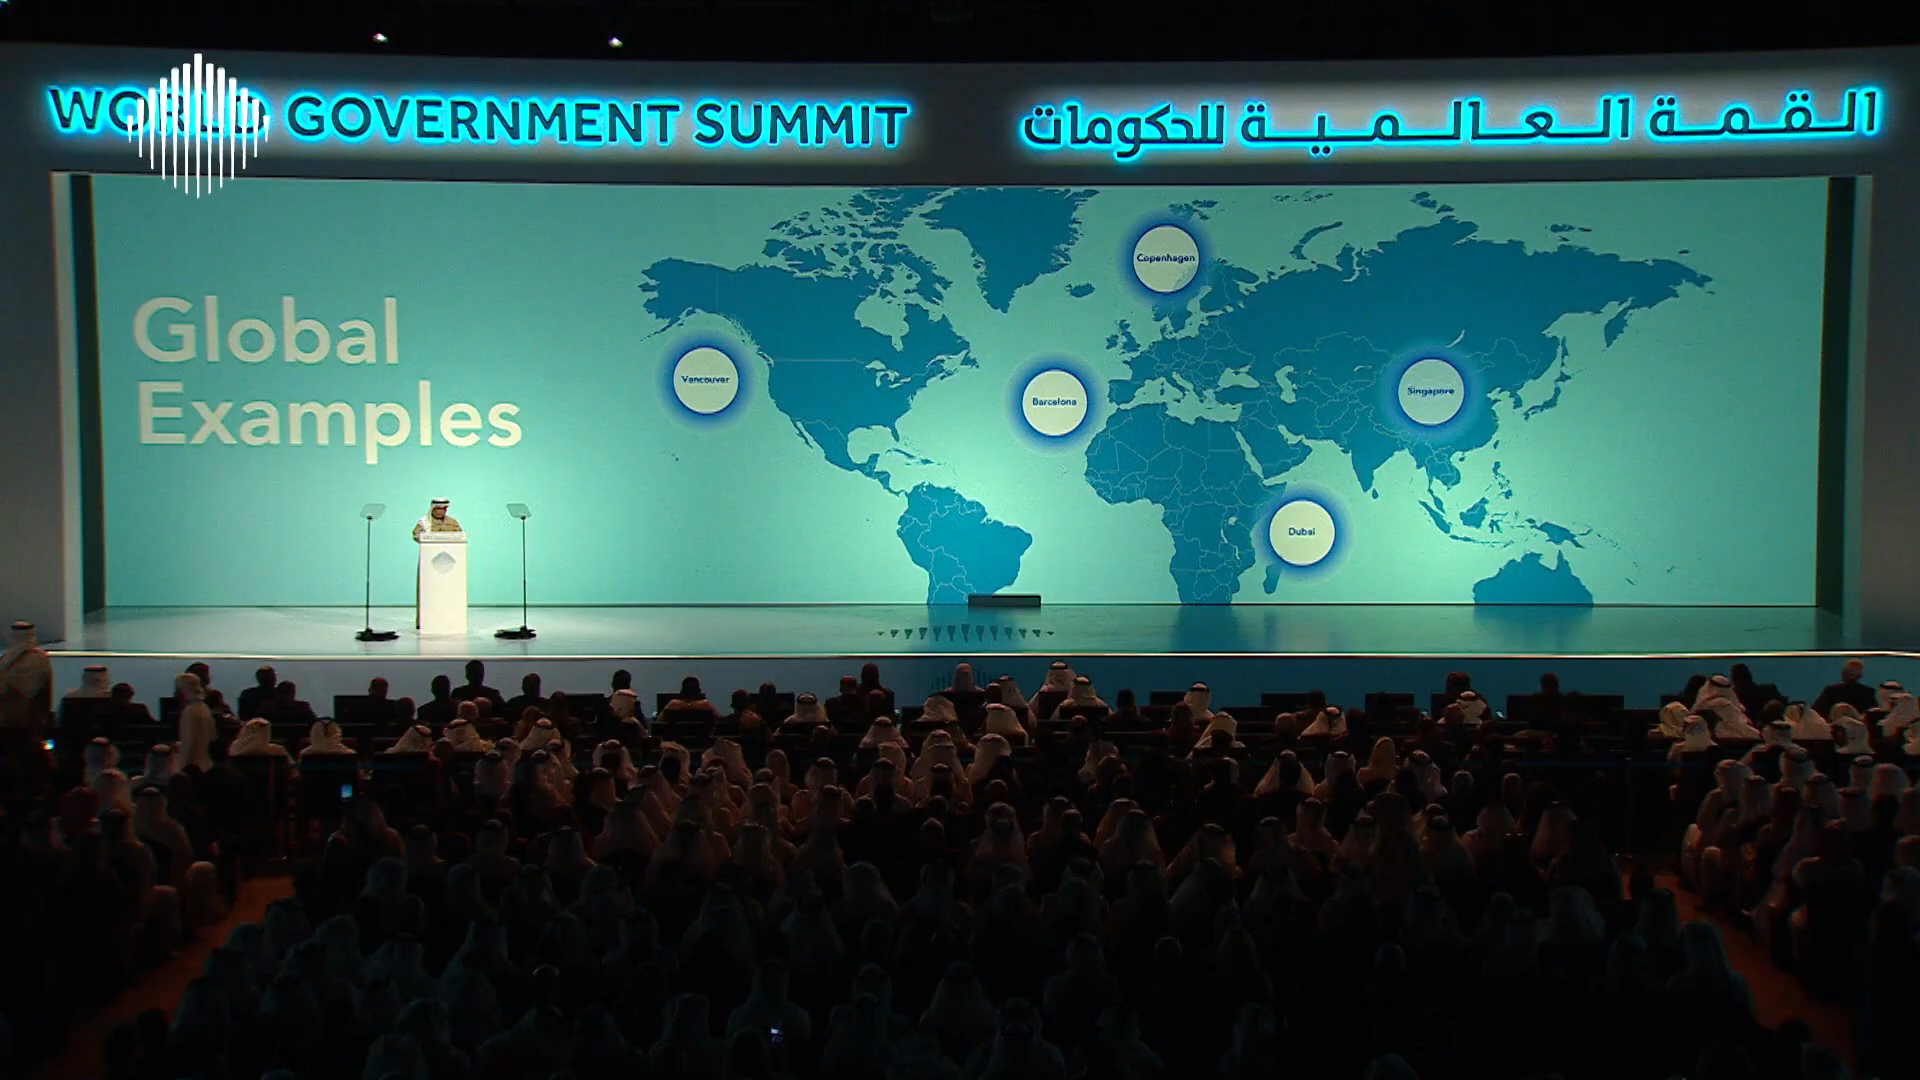 WORLD GOVERNMENT SUMMIT
القمة العالمية للحكومات
Global
Examples
Copenhagen
Vancouver
Barcelona
Singapore
Dubai